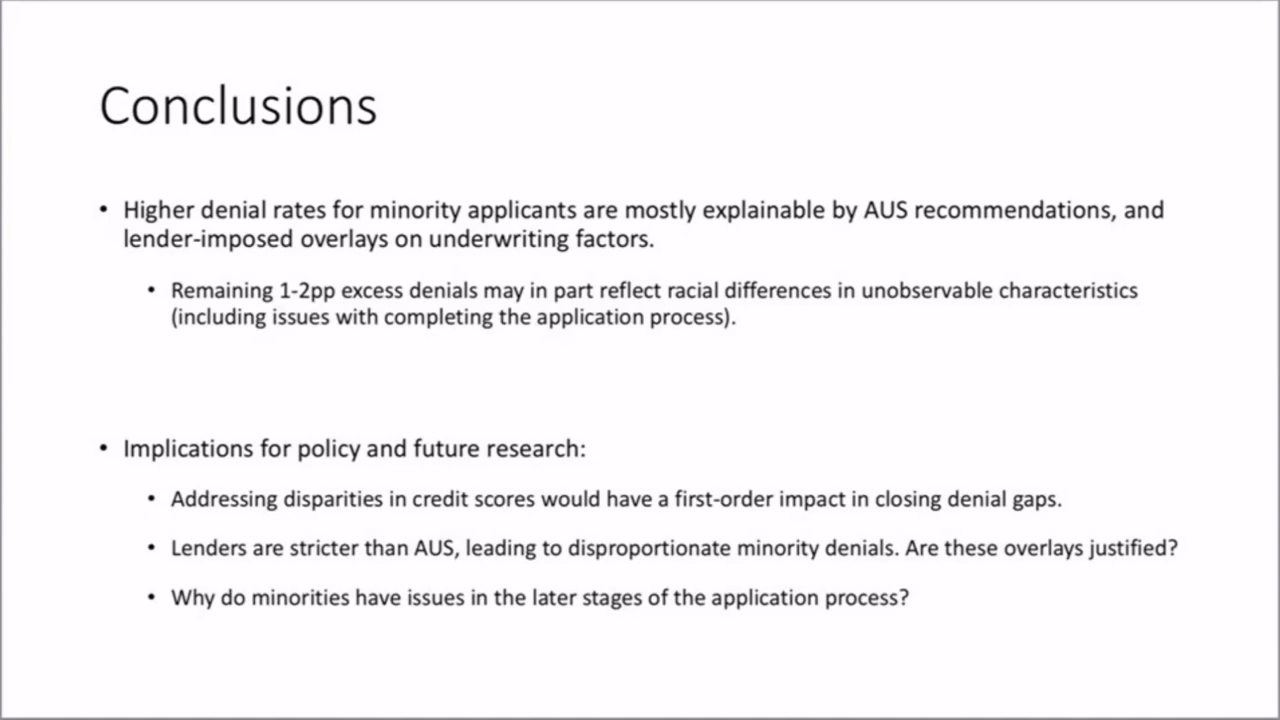 Conclusions
• Higher denial rates for minority applicants are mostly explainable by AUS recommendations, and
lender-imposed overlays on underwriting factors.
• Remaining 1-2pp excess denials may in part reflect racial differences in unobservable characteristics
(including issues with completing the application process).
• Implications for policy and future research:
• Addressing disparities in credit scores would have a first-order impact in closing denial gaps.
• Lenders are stricter than AUS, leading to disproportionate minority denials. Are these overlays justified?
• Why do minorities have issues in the later stages of the application process?